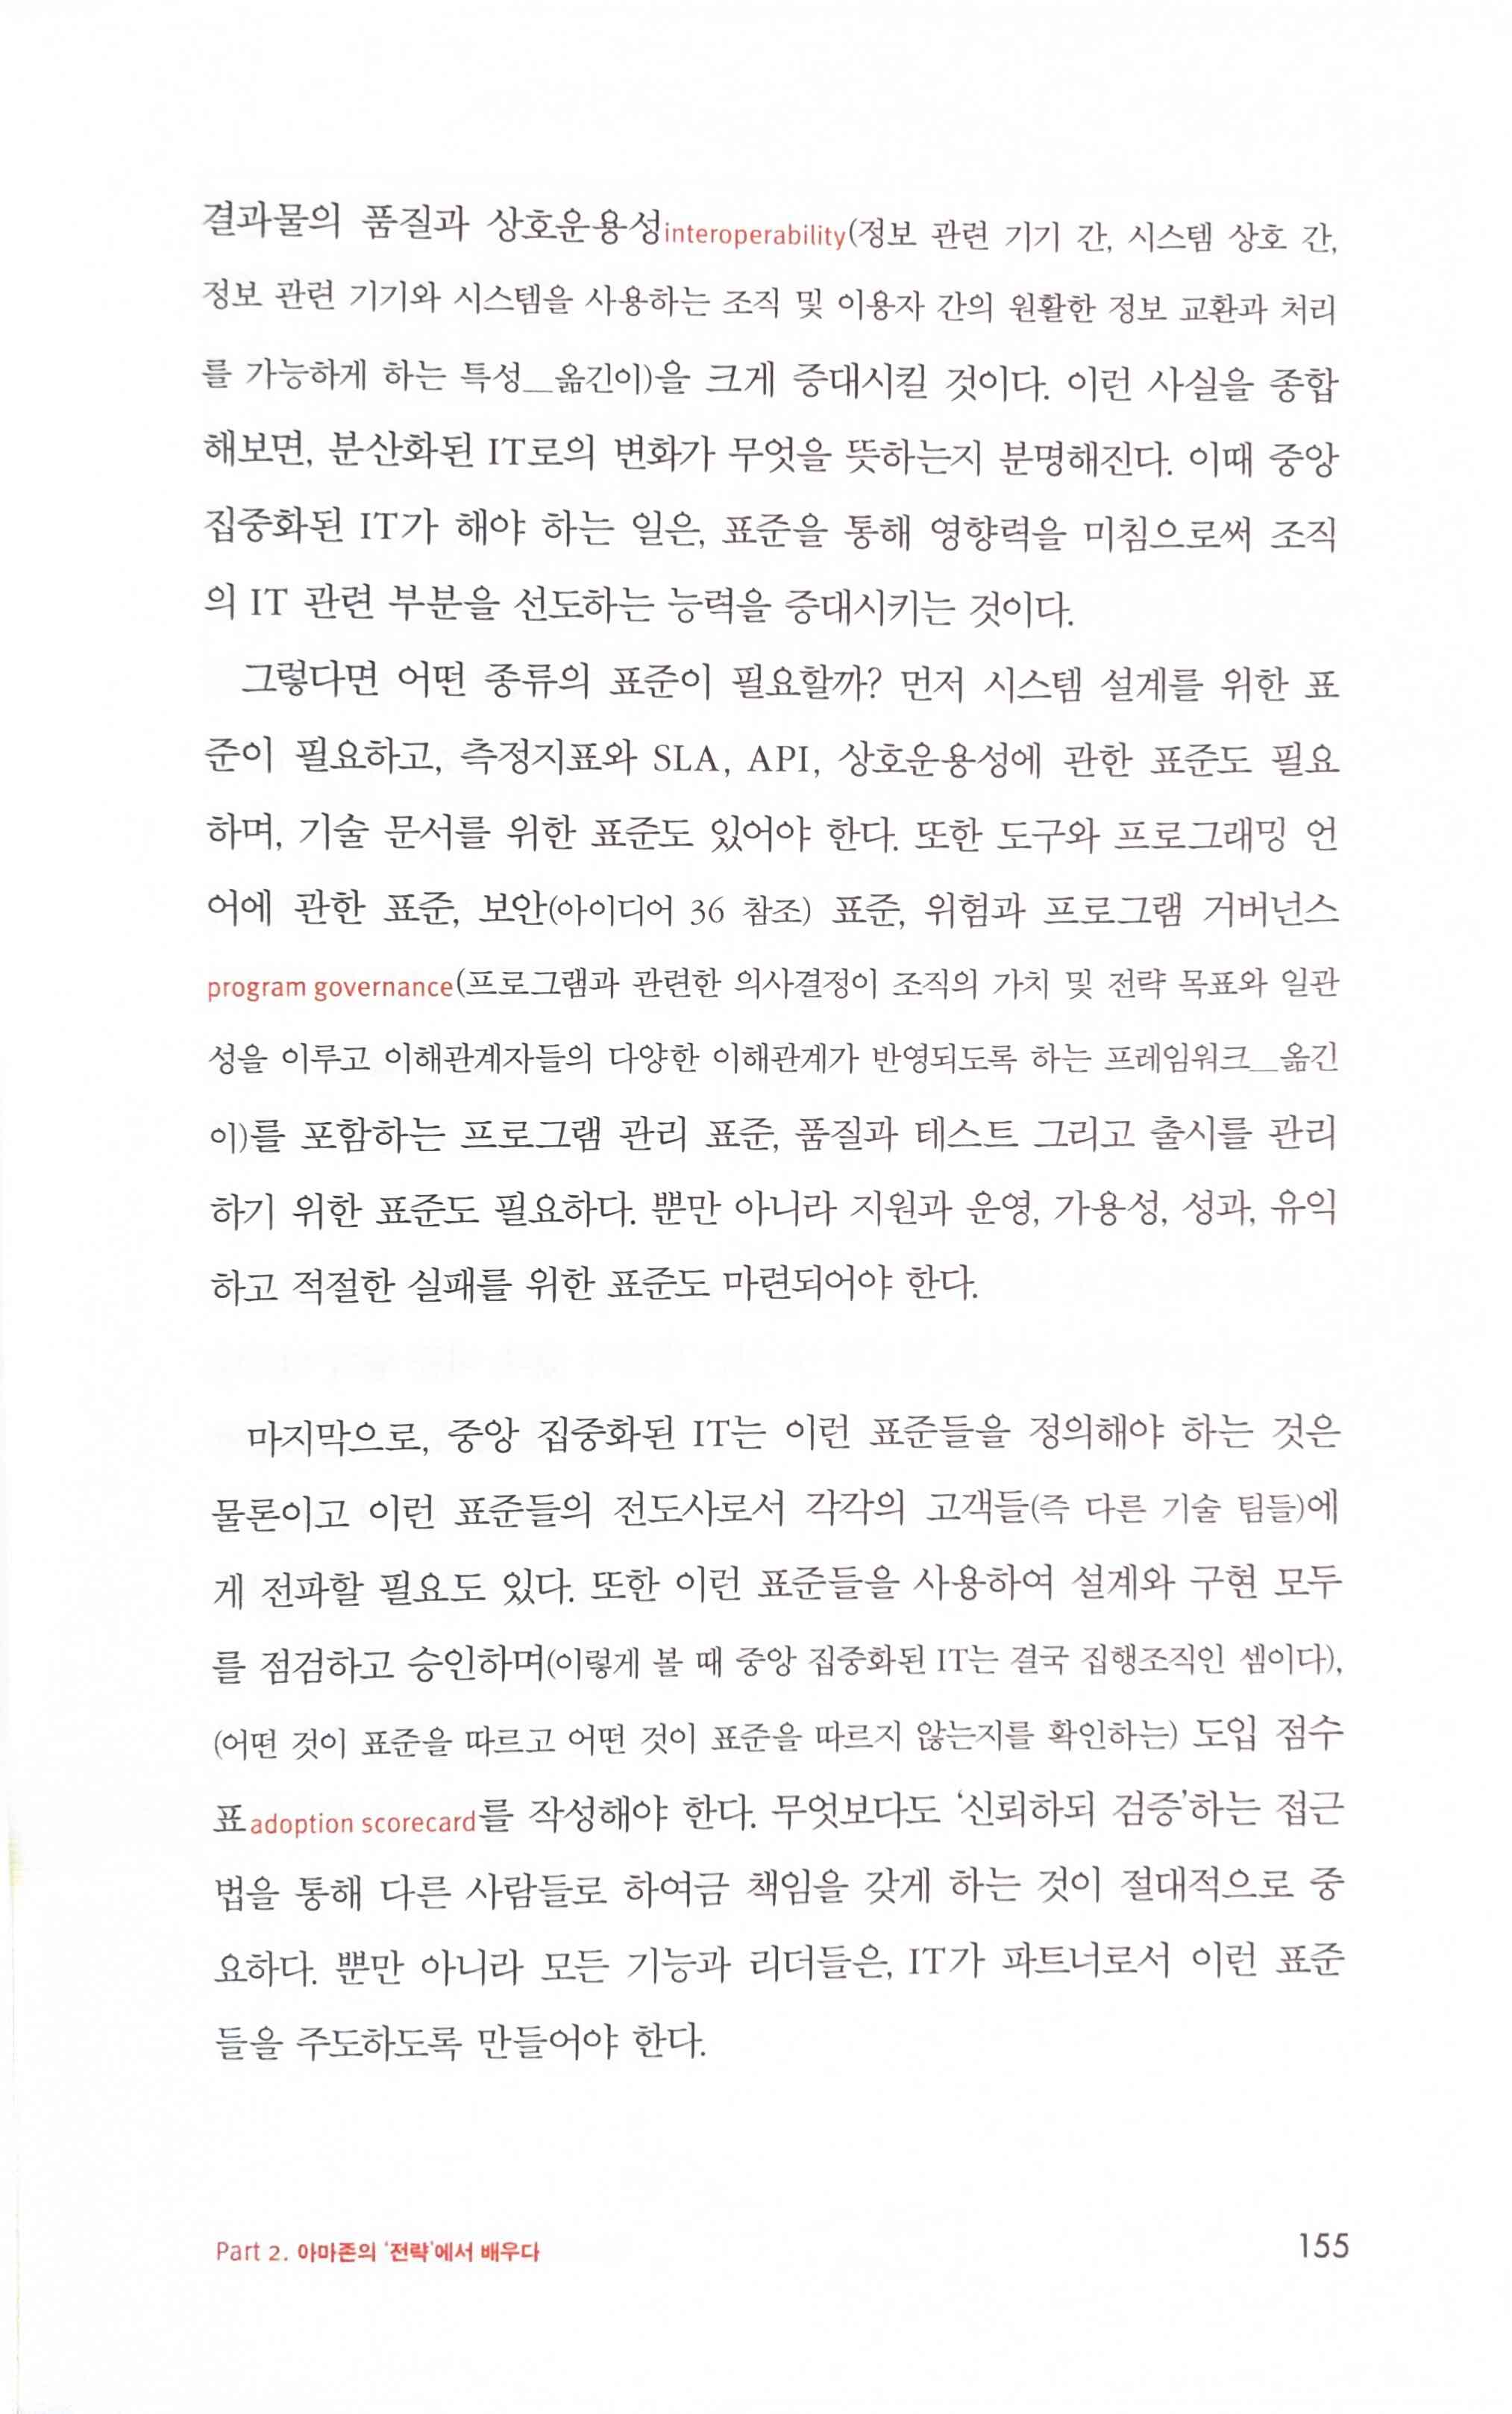 결과물의 품질과 상호운용성interoperability(정보 관련 기기 간, 시스템 상호 간,
정보 관련 기기와 시스템을 사용하는 조직 및 이용자 간의 원활한 정보 교환과 처리
를 가능하게 하는 특성_옮긴이)을 크게 증대시킬 것이다. 이런 사실을 종합
해보면, 분산화된 IT로의 변화가 무엇을 뜻하는지 분명해진다. 이때 중앙
집중화된 IT가 해야 하는 일은, 표준을 통해 영향력을 미침으로써 조직
의 IT 관련 부분을 선도하는 능력을 증대시키는 것이다.
그렇다면 어떤 종류의 표준이 필요할까? 먼저 시스템 설계를 위한 표
준이 필요하고, 측정지표와 SLA, API, 상호운용성에 관한 표준도 필요
하며, 기술 문서를 위한 표준도 있어야 한다. 또한 도구와 프로그래밍 언
어에 관한 표준, 보안(아이디어 36 참조) 표준, 위험과 프로그램 거버넌스
program governance(프로그램과 관련한 의사결정이 조직의 가치 및 전략 목표와 일관
성을 이루고 이해관계자들의 다양한 이해관계가 반영되도록 하는 프레임워크_옮긴
이)를 포함하는 프로그램 관리 표준, 품질과 테스트 그리고 출시를 관리
하기 위한 표준도 필요하다. 뿐만 아니라 지원과 운영, 가용성, 성과, 유익
하고 적절한 실패를 위한 표준도 마련되어야 한다.
마지막으로, 중앙 집중화된 IT는 이런 표준들을 정의해야 하는 것은
물론이고 이런 표준들의 전도사로서 각각의 고객들(즉 다른 기술 팀들)에
게 전파할 필요도 있다. 또한 이런 표준들을 사용하여 설계와 구현 모두
를 점검하고 승인하며(이렇게 볼 때 중앙 집중화된 IT는 결국 집행조직인 셈이다),
(어떤 것이 표준을 따르고 어떤 것이 표준을 따르지 않는지를 확인하는) 도입 점수
표adoption scorecard를 작성해야 한다. 무엇보다도 ‘신뢰하되 검증’하는 접근
법을 통해 다른 사람들로 하여금 책임을 갖게 하는 것이 절대적으로 중
요하다. 뿐만 아니라 모든 기능과 리더들은, IT가 파트너로서 이런 표준
들을 주도하도록 만들어야 한다.
Part 2. 아마존의 ‘전략’에서 배우다
155